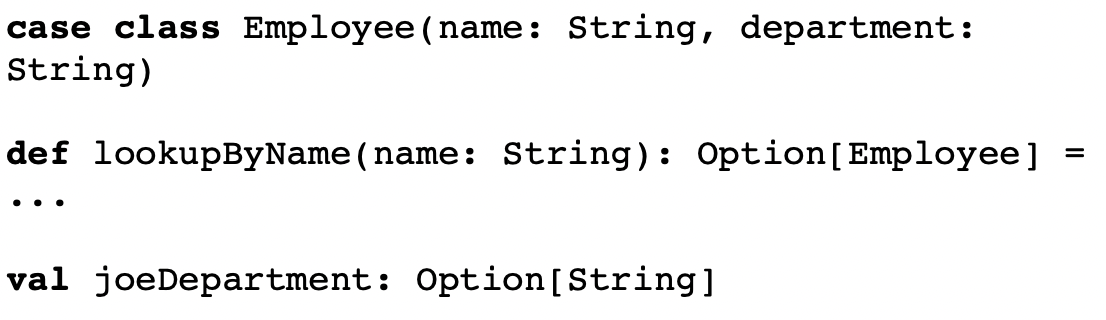 case class Employee(name: String, department:
String)
def lookupByName(name: String): Option[Employee] =
...
val joeDepartment: Option[String]